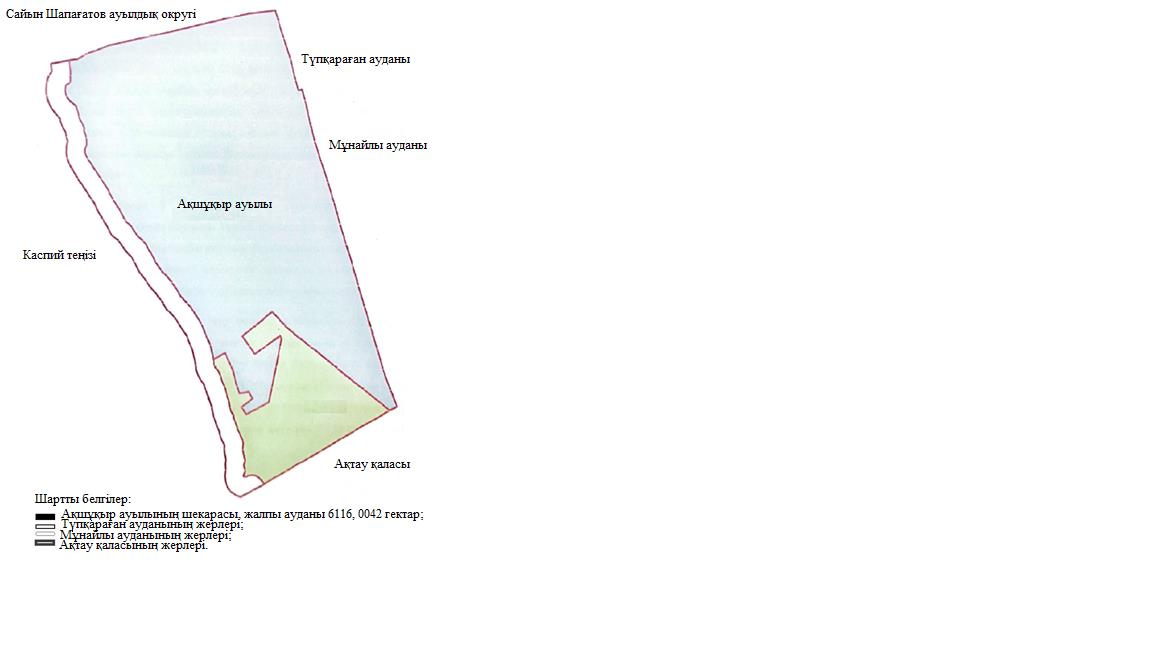 Сайын Шапағатов ауылдық округі
Түпқараған ауданы
Мұнайлы ауданы
Ақшұқыр ауылы
Каспий теңізі
Ақтау қаласы
Шартты белгілер:
Ақшұқыр ауылының шекарасы, жалпы ауданы 6116, 0042 гектар;
Түпқараған ауданының жерлері;
Мұнайлы ауданының жерлері;
Ақтау қаласының жерлері.